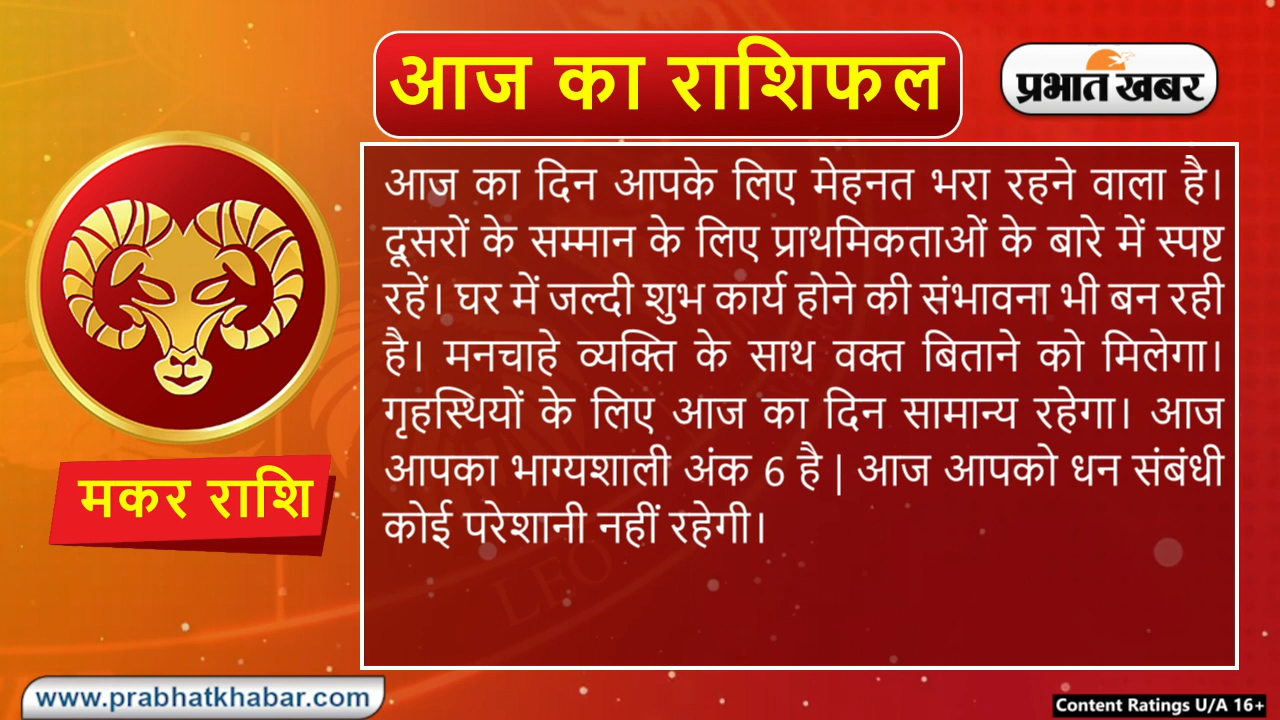 आज का राशिफल
प्रभात खबर
आज का दिन आपके लिए मेहनत भरा रहने वाला है।
दूसरों के सम्मान के लिए प्राथमिकताओं के बारे में स्पष्ट
रहें। घर में जल्दी शुभ कार्य होने की संभावना भी बन रही
है। मनचाहे व्यक्ति के साथ वक्त बिताने को मिलेगा।
गृहस्थियों के लिए आज का दिन सामान्य रहेगा। आज
आपका भाग्यशाली अंक 6 है | आज आपको धन संबंधी
कोई परेशानी नहीं रहेगी।
मकर राशि
LEO
www.prabhatkhabar.com
Content Ratings U/A 16+